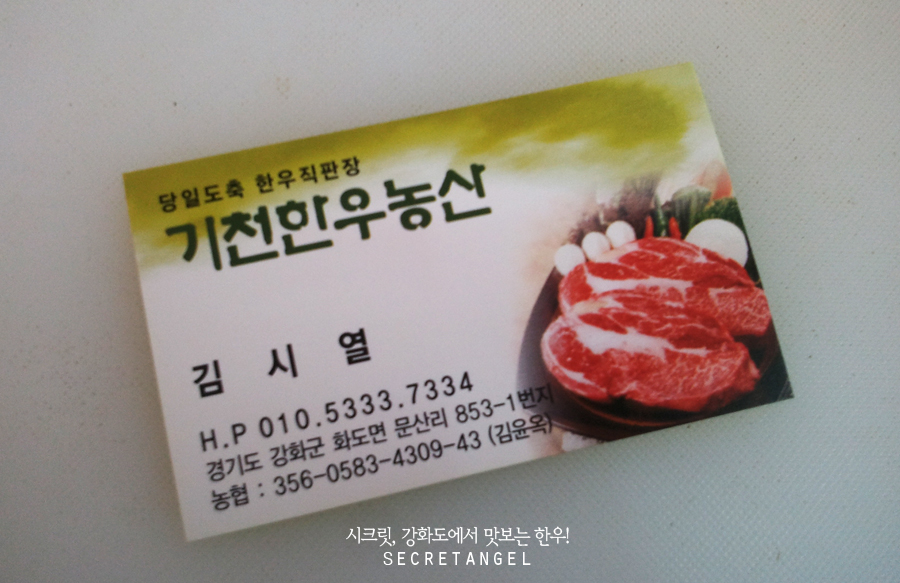 당일도축 한우직판장
기천한우농산
김 시 열
H.P 010.5333.7334
경기도 강화군 화도면 문산리 853-1번지
농협 : 356-0583-4309-43 (김윤옥)
시크릿, 강화도에서 맛보는 한우!
SECRETANGEL